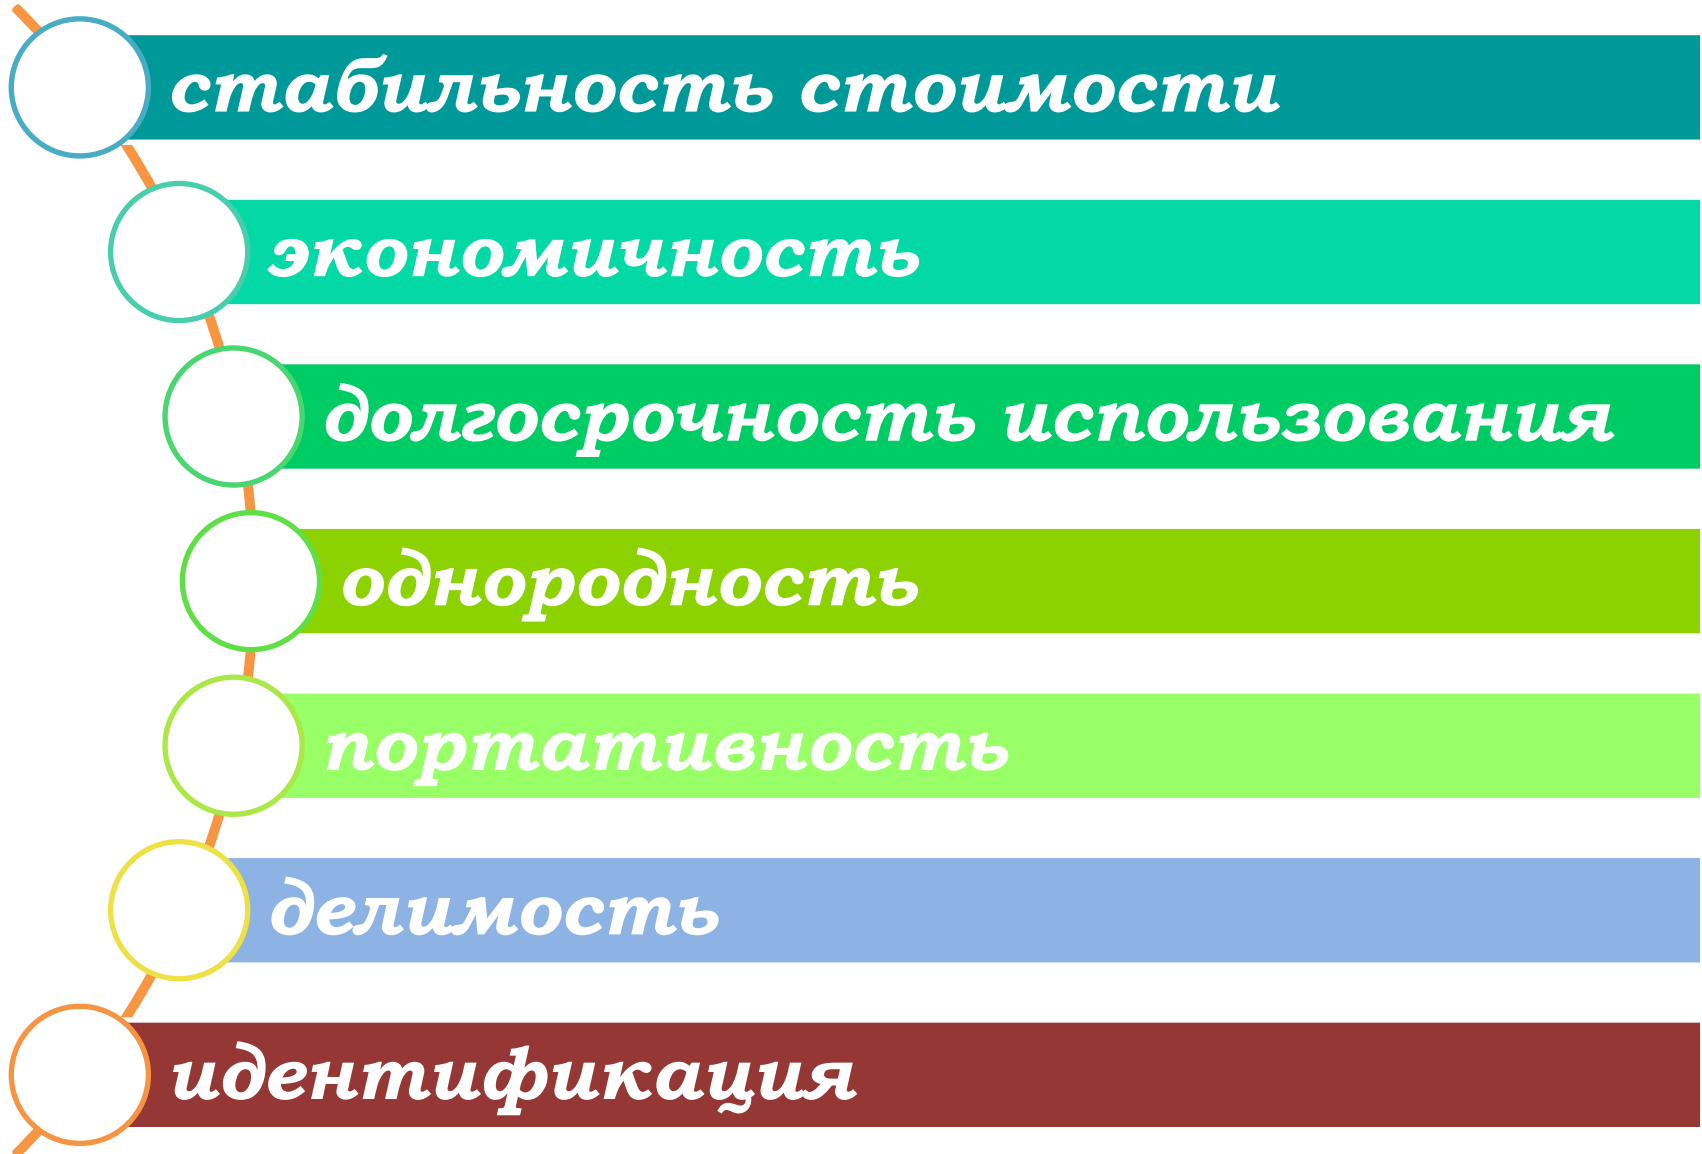 стабильность стоимости
экономичность
долгосрочность использования
однородность
портативность
делимость
идентификация